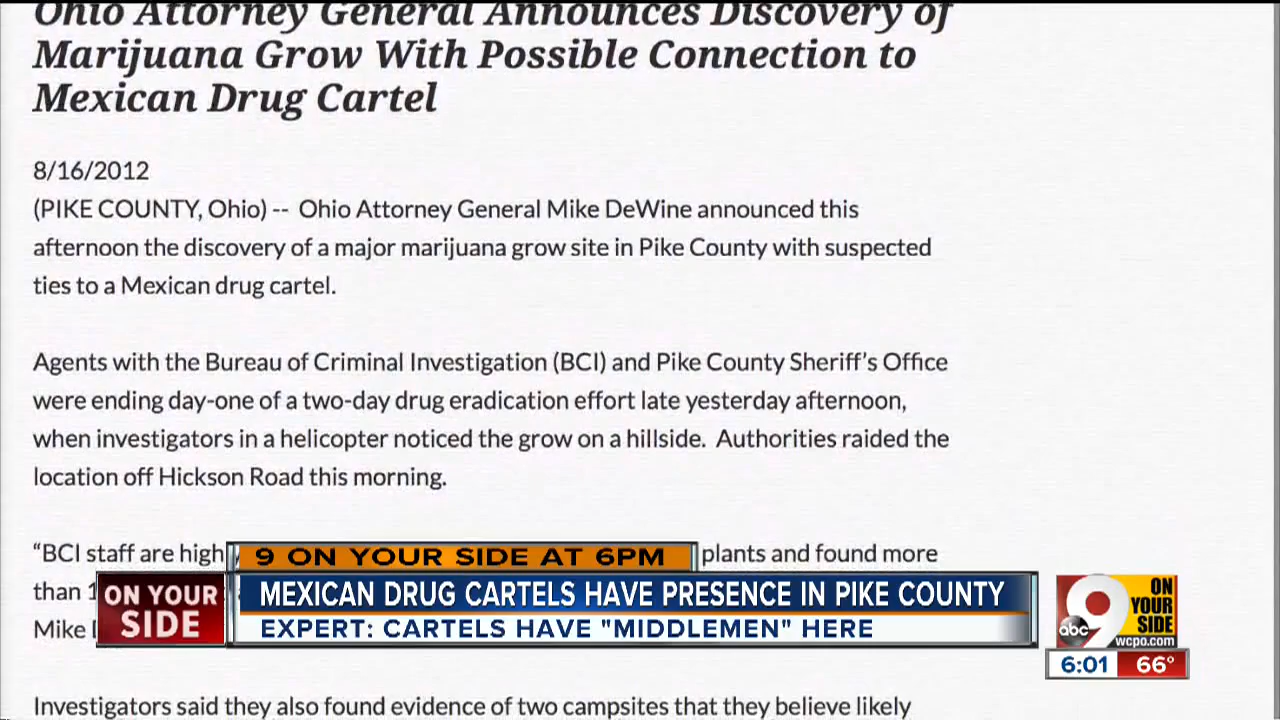 Ohio Attorney General Announces Discovery of
Marijuana Grow With Possible Connection to
Mexican Drug Cartel
8/16/2012
(PIKE COUNTY, Ohio) -- Ohio Attorney General Mike DeWine announced this
afternoon the discovery of a major marijuana grow site in Pike County with suspected
ties to a Mexican drug cartel.
Agents with the Bureau of Criminal Investigation (BCI) and Pike County Sheriff's Office
were ending day-one of a two-day drug eradication effort late yesterday afternoon,
when investigators in a helicopter noticed the grow on a hillside. Authorities raided the
location off Hickson Road this morning.
“BCI staff are high plants and found more
than 1
Mike
Investigators said they also found evidence of two campsites that they believe likely
9 ON YOUR SIDE AT 6PM
ON YOUR
SIDE
MEXICAN DRUG CARTELS HAVE PRESENCE IN PIKE COUNTY
EXPERT: CARTELS HAVE "MIDDLEMEN" HERE
abc 9
ON
YOUR
SIDE
wcpo.com
6:01 66°